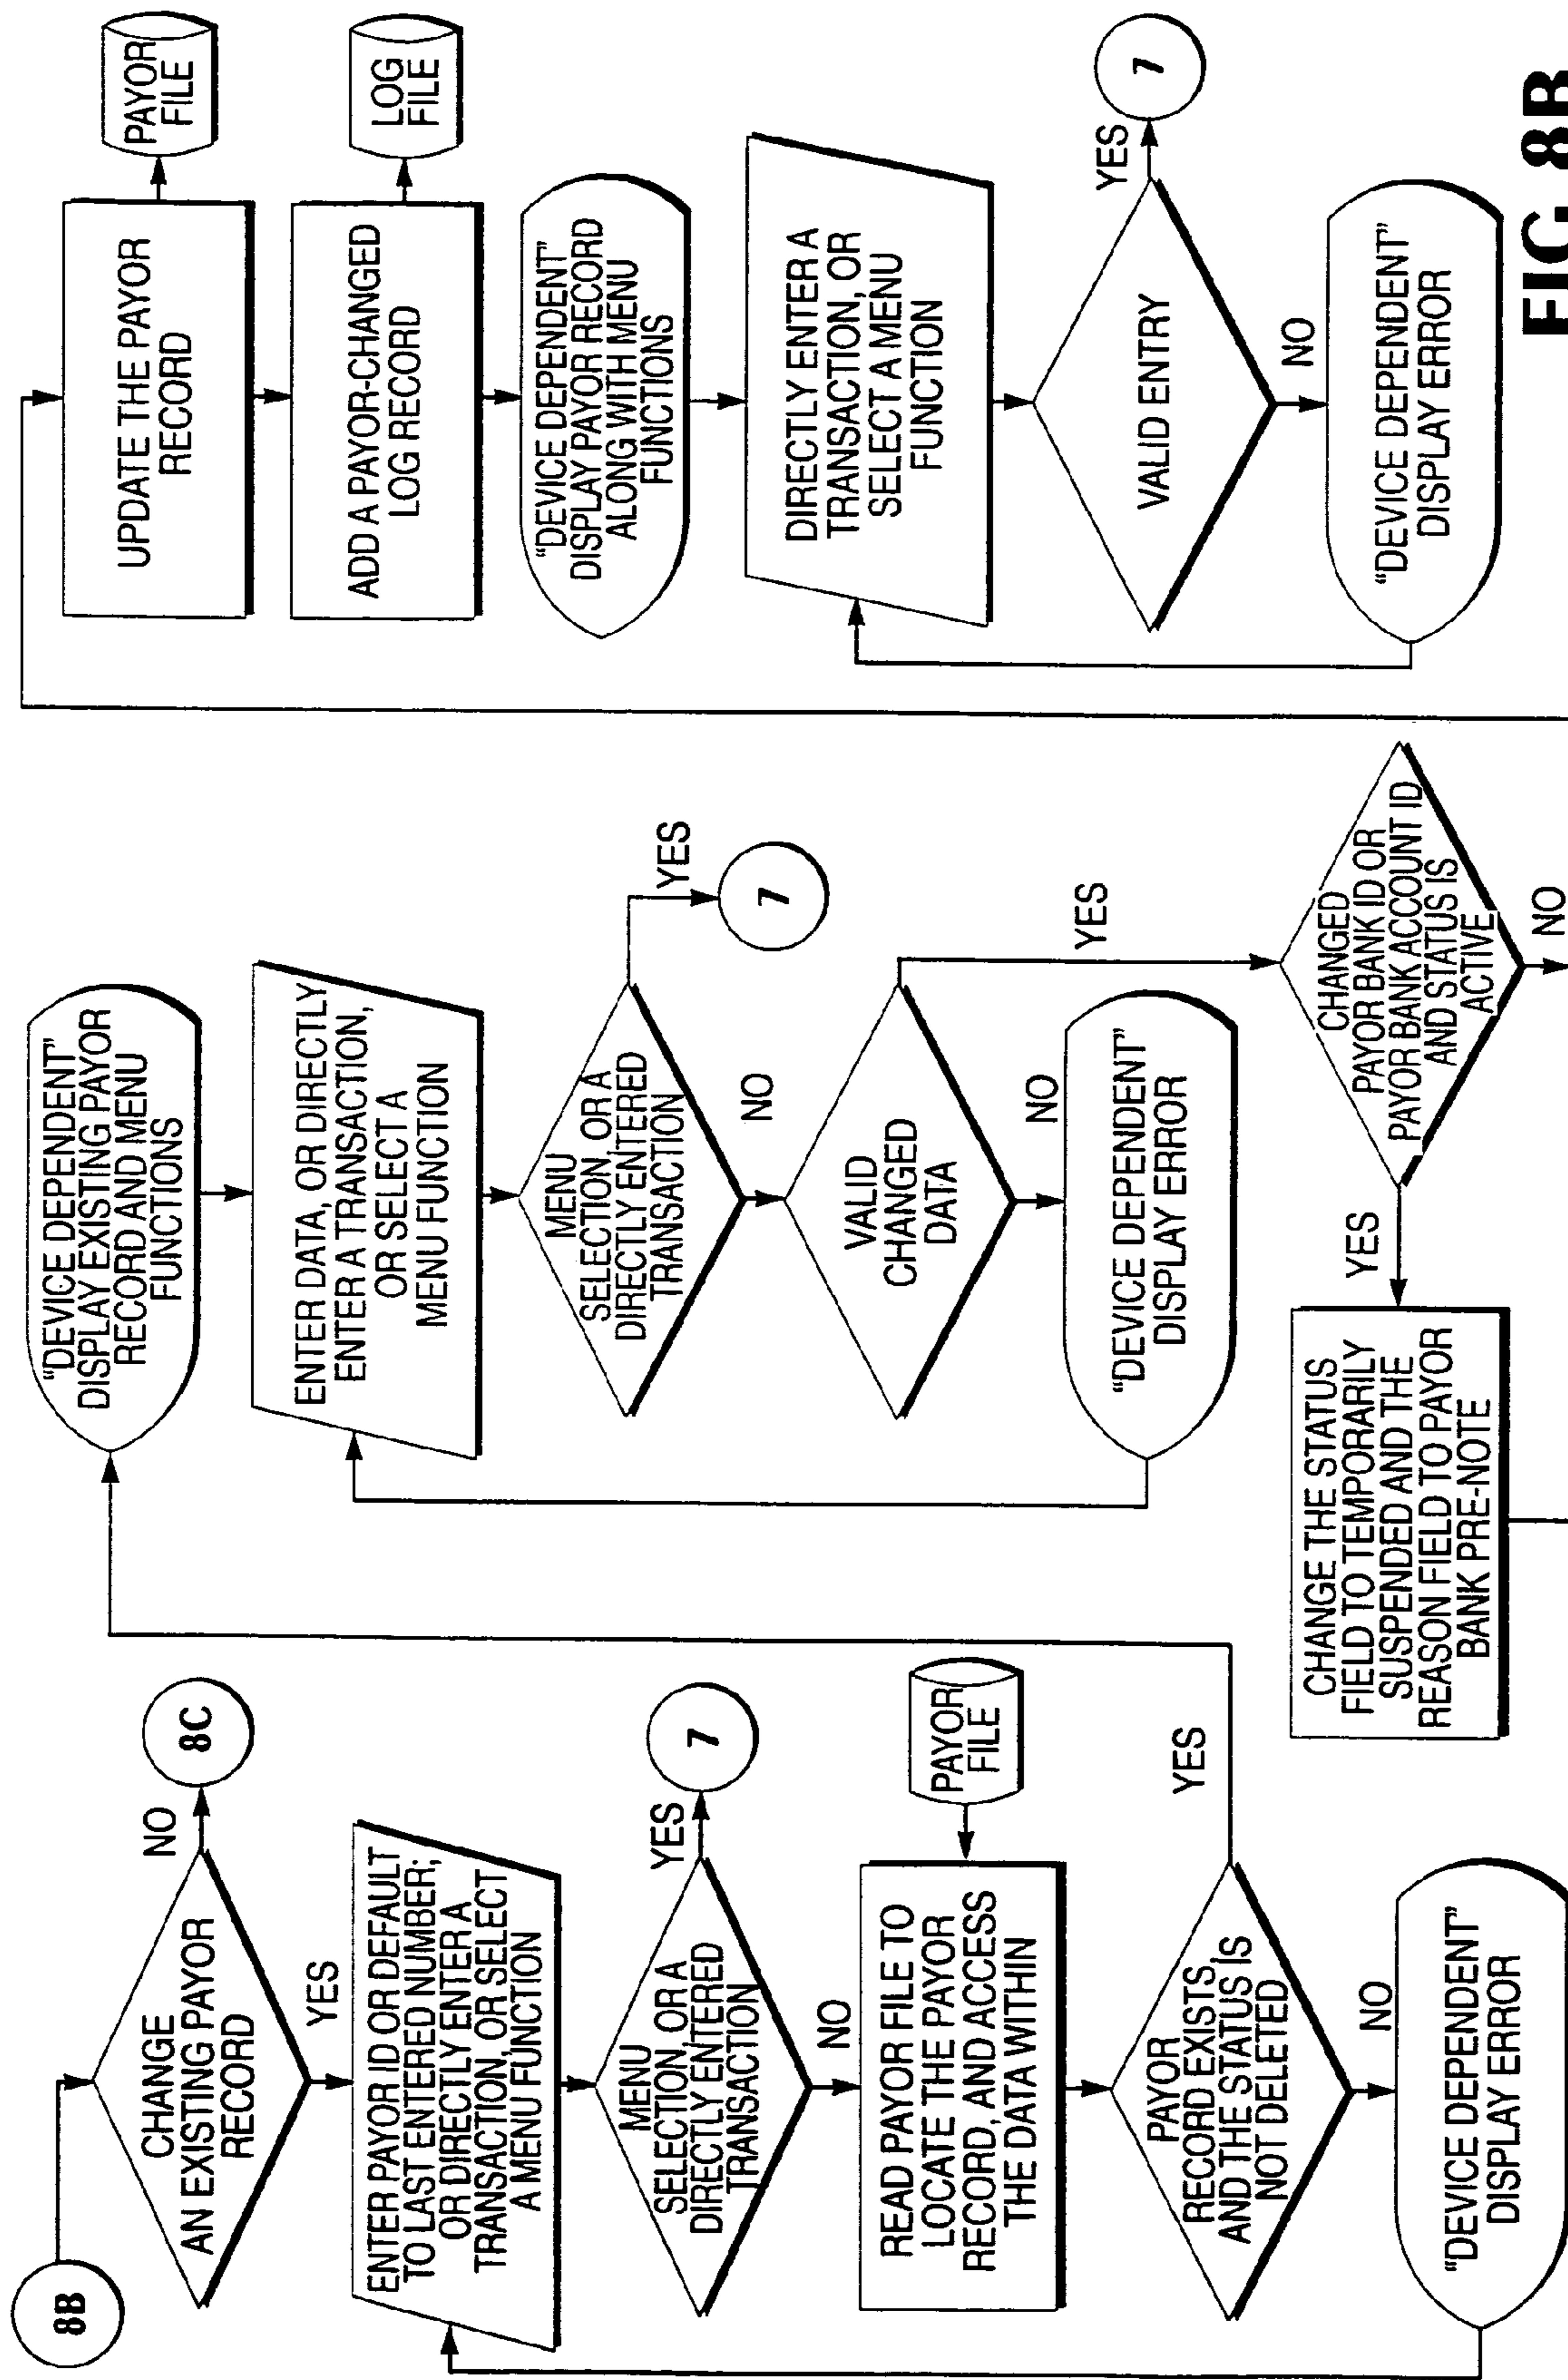 8B
CHANGE
AN EXISTING PAYOR
RECORD
NO
8C
YES
ENTER PAYOR ID OR DEFAULT
TO LAST ENTERED NUMBER;
OR DIRECTLY ENTER A
TRANSACTION, OR SELECT
A MENU FUNCTION
MENU
SELECTION, OR A
DIRECTLY ENTERED
TRANSACTION
YES
7
NO
READ PAYOR FILE TO
LOCATE THE PAYOR
RECORD, AND ACCESS
THE DATA WITHIN
PAYOR
FILE
PAYOR
RECORD EXISTS,
AND THE STATUS IS
NOT DELETED
YES
NO
"DEVICE DEPENDENT"
DISPLAY ERROR
"DEVICE DEPENDENT"
DISPLAY EXISTING PAYOR
RECORD AND MENU
FUNCTIONS
ENTER DATA, OR DIRECTLY
ENTER A TRANSACTION,
OR SELECT A
MENU FUNCTION
MENU
SELECTION, OR A
DIRECTLY ENTERED
TRANSACTION
YES
7
NO
VALID
CHANGED
DATA
YES
NO
"DEVICE DEPENDENT"
DISPLAY ERROR
CHANGED
PAYOR BANK ID OR
PAYOR BANK ACCOUNT ID
AND STATUS IS
ACTIVE
YES
NO
CHANGE THE STATUS
FIELD TO TEMPORARILY
SUSPENDED AND THE
REASON FIELD TO PAYOR
BANK PRE-NOTE
UPDATE THE PAYOR
RECORD
PAYOR
FILE
ADD A PAYOR-CHANGED
LOG RECORD
LOG
FILE
"DEVICE DEPENDENT"
DISPLAY PAYOR RECORD
ALONG WITH MENU
FUNCTIONS
DIRECTLY ENTER A
TRANSACTION, OR
SELECT A MENU
FUNCTION
VALID ENTRY
YES
7
NO
"DEVICE DEPENDENT"
DISPLAY ERROR
FIG. 8B